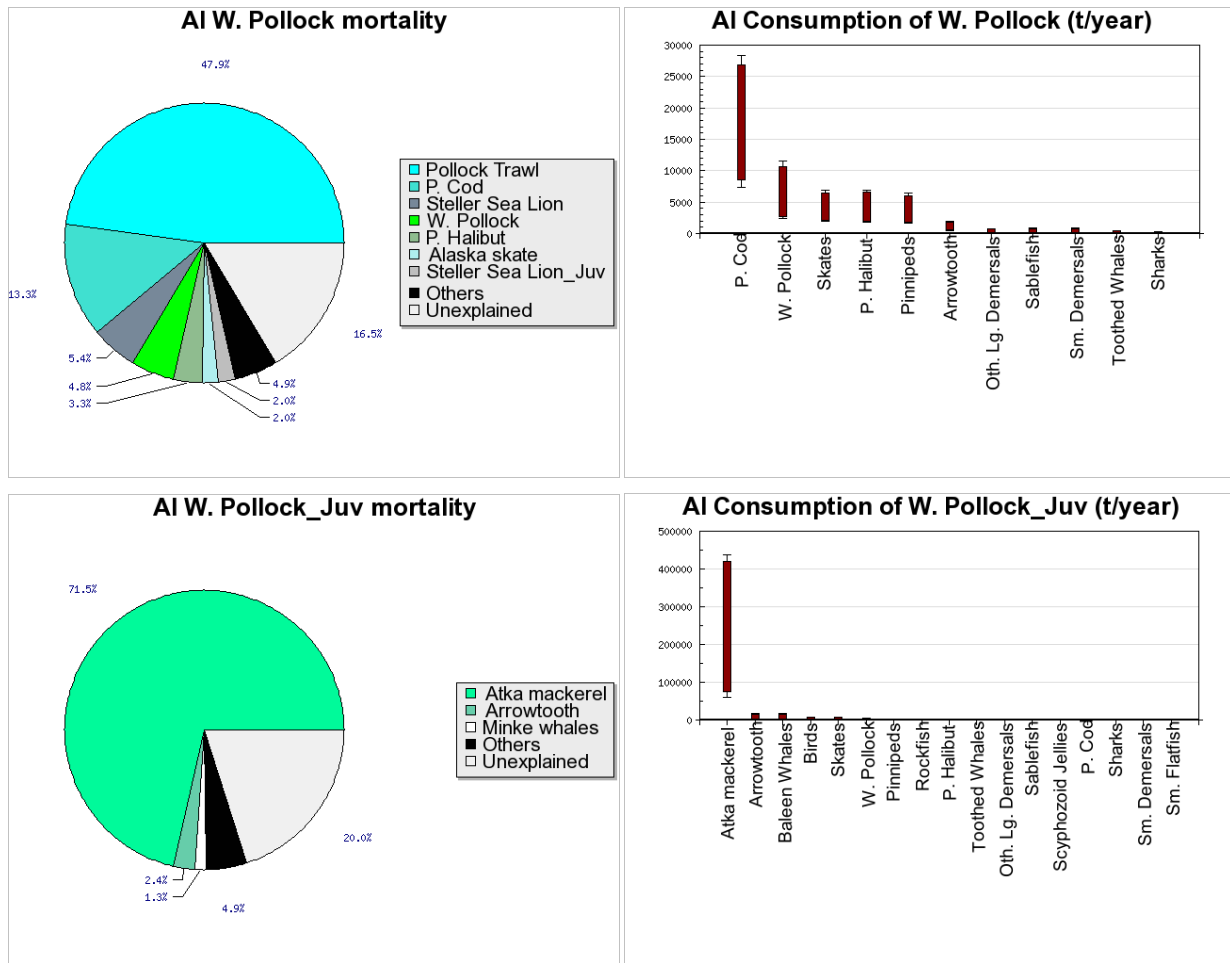 AI W. Pollock mortality
47.9%
13.3%
5.4%
4.8%
3.3%
2.0%
2.0%
4.9%
16.5%
Pollock Trawl
P. Cod
Steller Sea Lion
W. Pollock
P. Halibut
Alaska skate
Steller Sea Lion_Juv
Others
Unexplained
AI Consumption of W. Pollock (t/year)
30000
25000
20000
15000
10000
5000
0
P. Cod
W. Pollock
Skates
P. Halibut
Pinnipeds
Arrowtooth
Oth. Lg. Demersals
Sablefish
Sm. Demersals
Toothed Whales
Sharks
AI W. Pollock_Juv mortality
71.5%
2.4%
1.3%
4.9%
20.0%
Atka mackerel
Arrowtooth
Minke whales
Others
Unexplained
AI Consumption of W. Pollock_Juv (t/year)
500000
400000
300000
200000
100000
0
Atka mackerel
Arrowtooth
Baleen Whales
Birds
Skates
W. Pollock
Pinnipeds
Rockfish
P. Halibut
Toothed Whales
Oth. Lg. Demersals
Sablefish
Scyphozoid Jellies
P. Cod
Sharks
Sm. Demersals
Sm. Flatfish